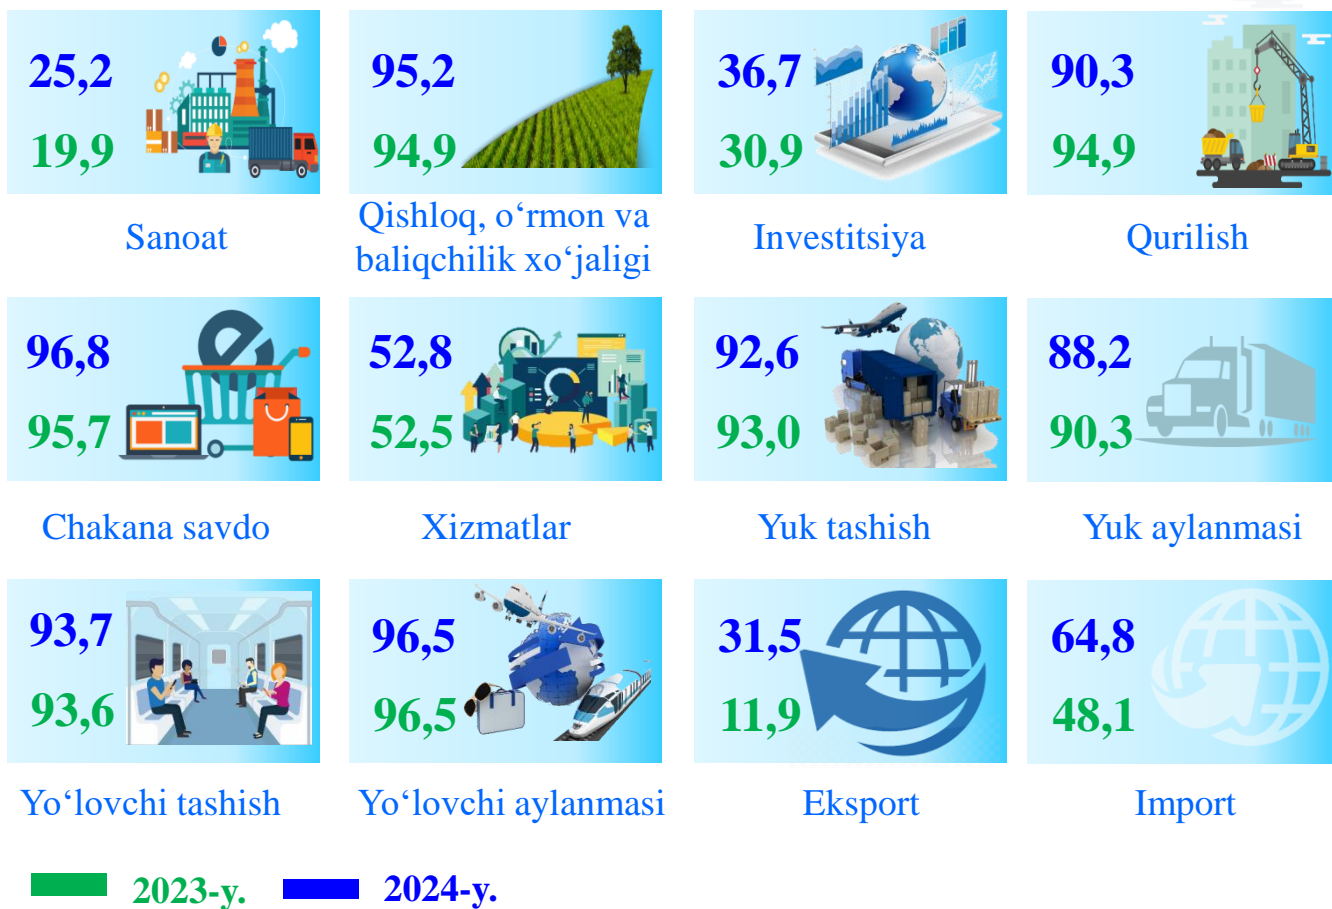 25,2
19,9
Sanoat
95,2
94,9
Qishloq, o‘rmon va
baliqchilik xo‘jaligi
36,7
30,9
Investitsiya
90,3
94,9
Qurilish
96,8
95,7
Chakana savdo
52,8
52,5
Xizmatlar
92,6
93,0
Yuk tashish
88,2
90,3
Yuk aylanmasi
93,7
93,6
Yo‘lovchi tashish
96,5
96,5
Yo‘lovchi aylanmasi
31,5
11,9
Eksport
64,8
48,1
Import
2023-y.
2024-y.